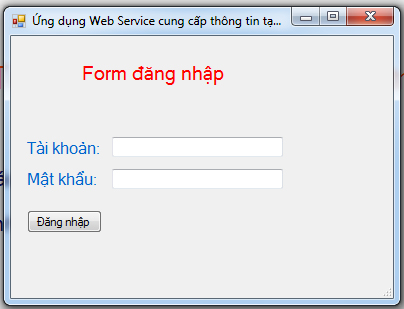 Ứng dụng Web Service cung cấp thông tin tạ...
Form đăng nhập
Tài khoản:
Mật khẩu:
Đăng nhập